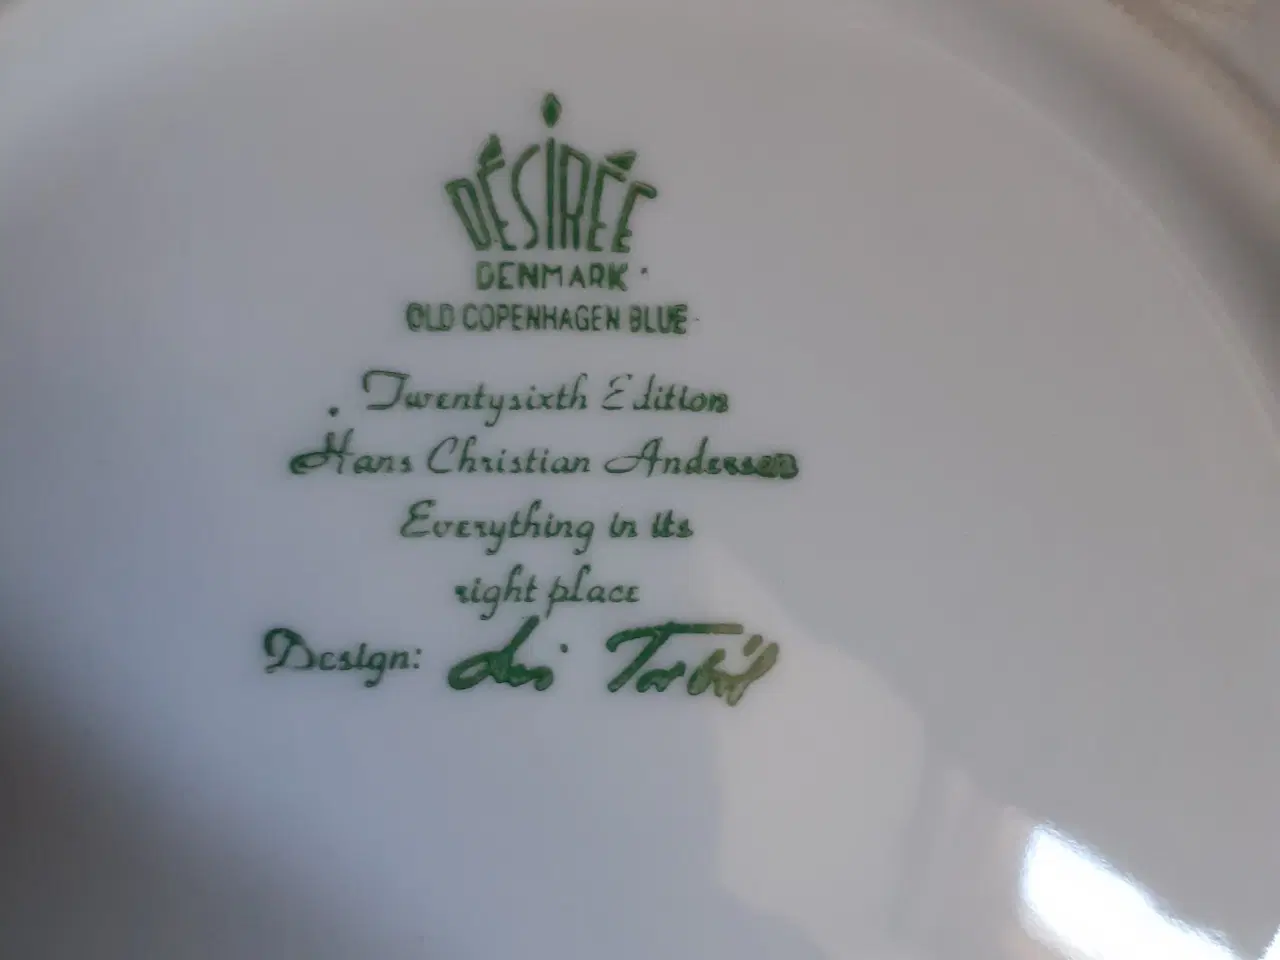 DÉSIRÉE
DENMARK
OLD COPENHAGEN BLUE
Twentysixth Edition
Hans Christian Andersen
Everything in its
right place
Design: